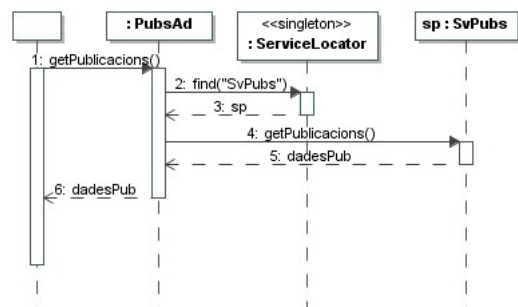 : PubsAd
<<singleton>>
: ServiceLocator
sp : SvPubs
1: getPublicacions()
2: find("SvPubs")
3: sp
4: getPublicacions()
5: dadesPub
6: dadesPub